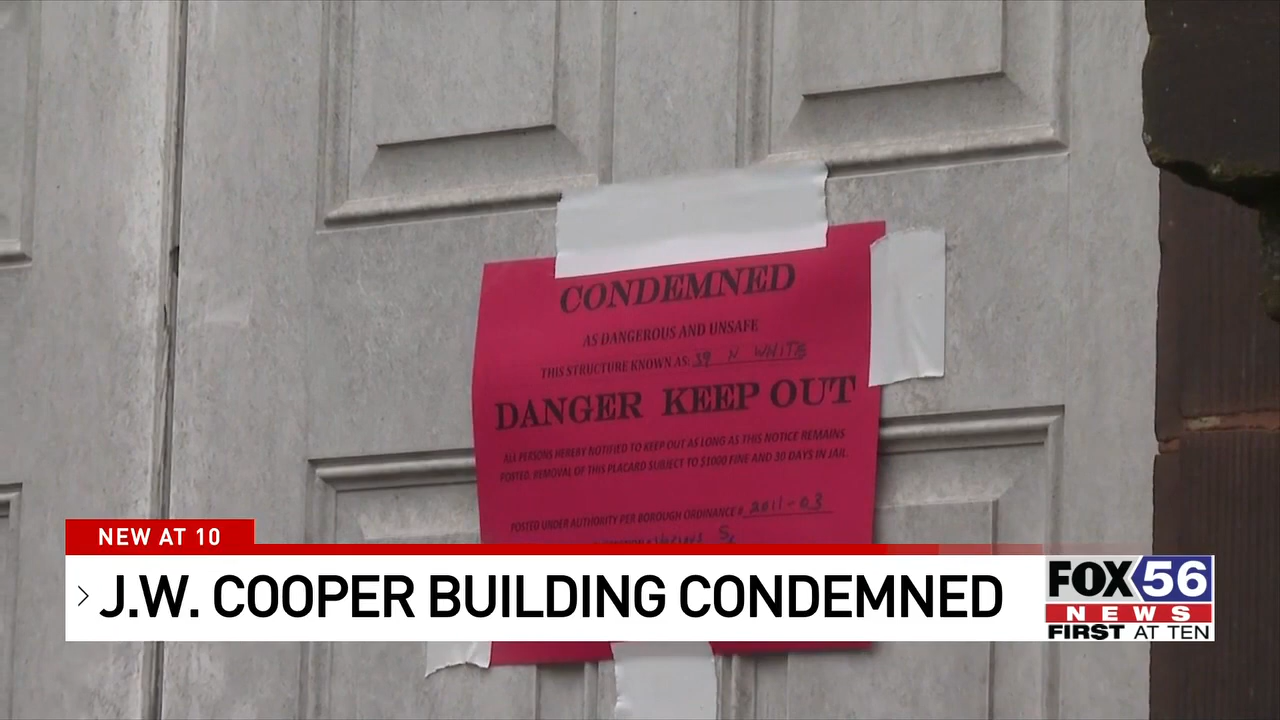 CONDEMNED
AS DANGEROUS AND UNSAFE
THIS STRUCTURE KNOWN AS: 39 N WHITE
DANGER KEEP OUT
ALL PERSONS HEREBY NOTIFIED TO KEEP OUT AS LONG AS THIS NOTICE REMAINS
POSTED. REMOVAL OF THIS PLACARD SUBJECT TO $1000 FINE AND 30 DAYS IN JAIL.
POSTED UNDER AUTHORITY PER BOROUGH ORDINANCE # 2011-03
NEW AT 10
J.W. COOPER BUILDING CONDEMNED
FOX 56
NEWS
FIRST AT TEN